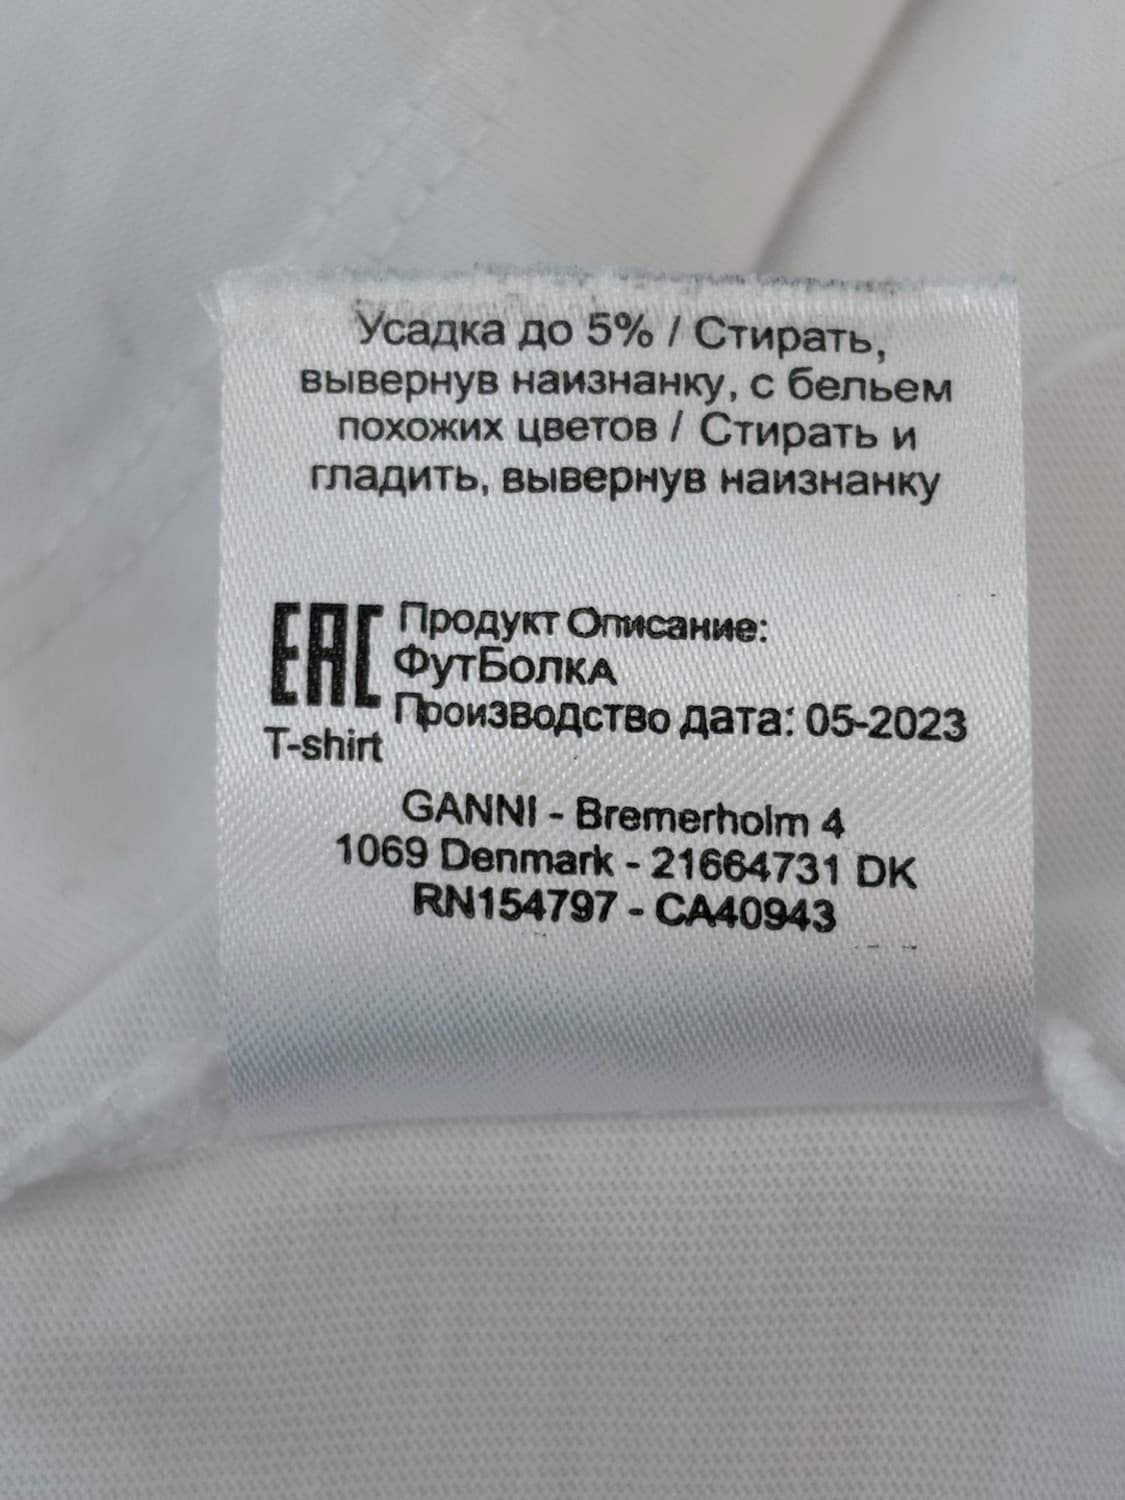 Усадка до 5% / Стирать,
вывернув наизнанку, с бельем
похожих цветов / Стирать и
гладить, вывернув наизнанку
EAC
Продукт Описание:
ФутБолка
Производство дата: 05-2023
T-shirt
GANNI - Bremerholm 4
1069 Denmark - 21664731 DK
RN154797 - CA40943